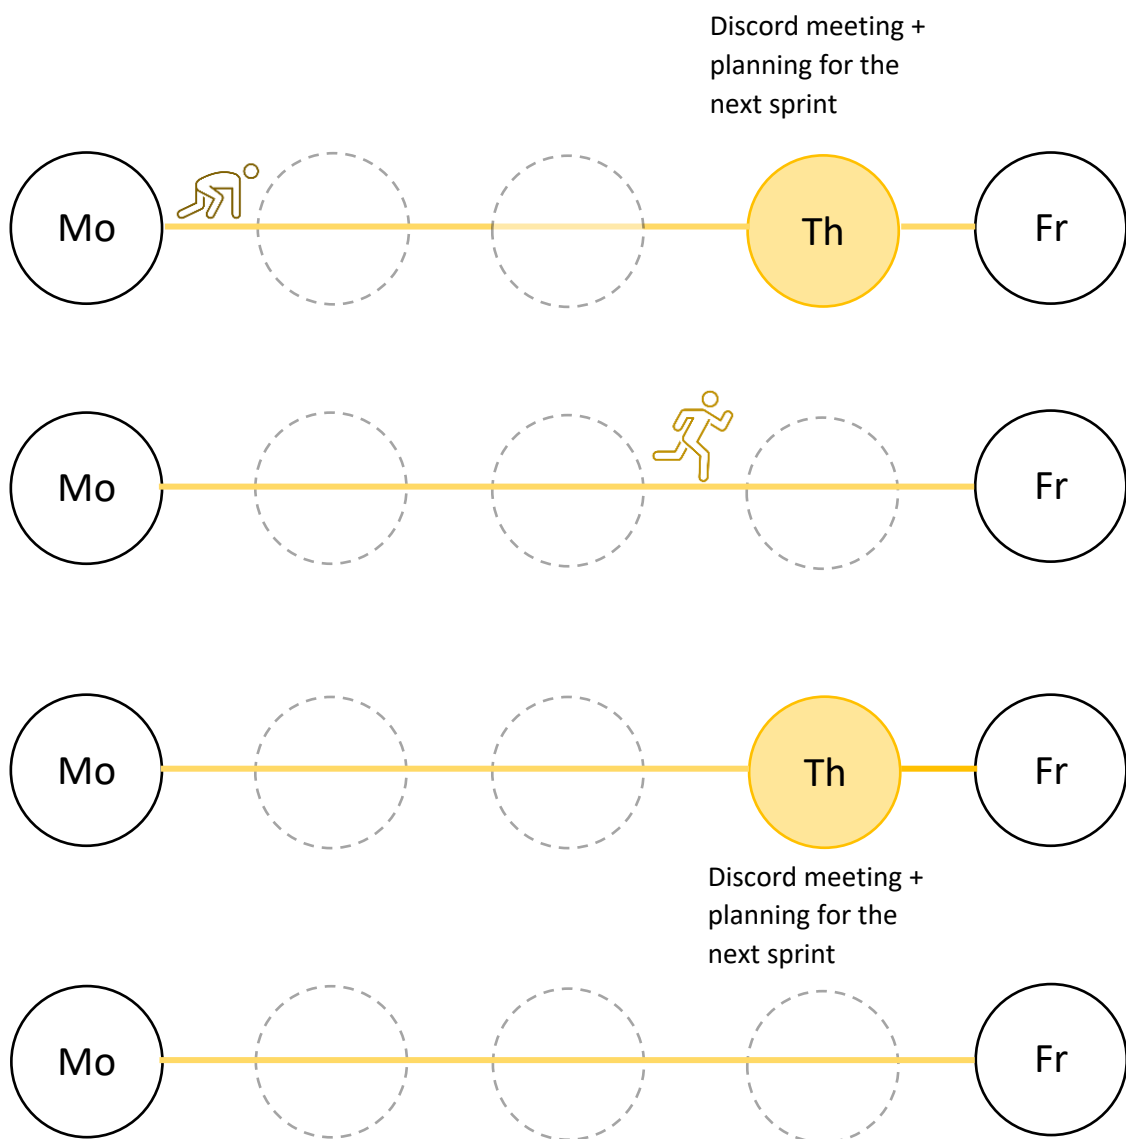 Discord meeting +
planning for the
next sprint
Mo
Th
Fr
Mo
Fr
Mo
Th
Fr
Discord meeting +
planning for the
next sprint
Mo
Fr